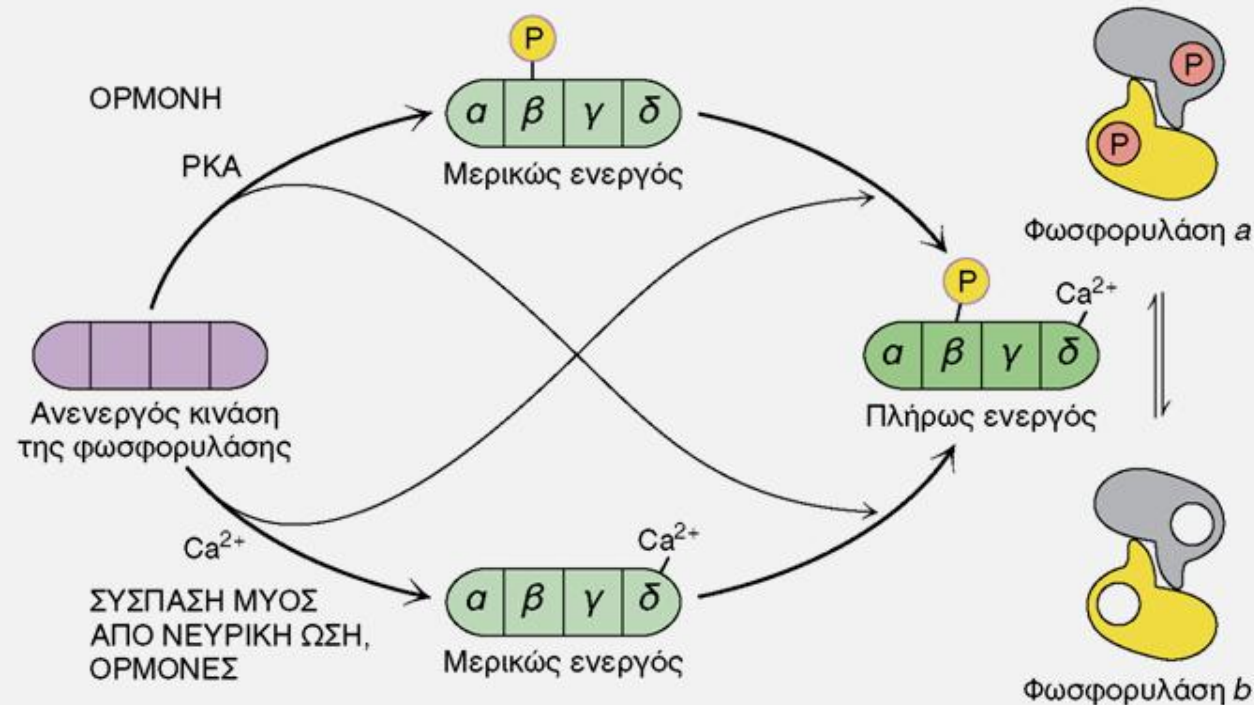 ΟΡΜΟΝΗ
PKA
P
α β γ δ
Μερικώς ενεργός
P
P
Φωσφορυλάση a
Ανενεργός κινάση
της φωσφορυλάσης
P
Ca²⁺
α β γ δ
Πλήρως ενεργός
Ca²⁺
ΣΥΣΠΑΣΗ ΜΥΟΣ
ΑΠΟ ΝΕΥΡΙΚΗ ΩΣΗ,
ΟΡΜΟΝΕΣ
Ca²⁺
α β γ δ
Μερικώς ενεργός
Φωσφορυλάση b